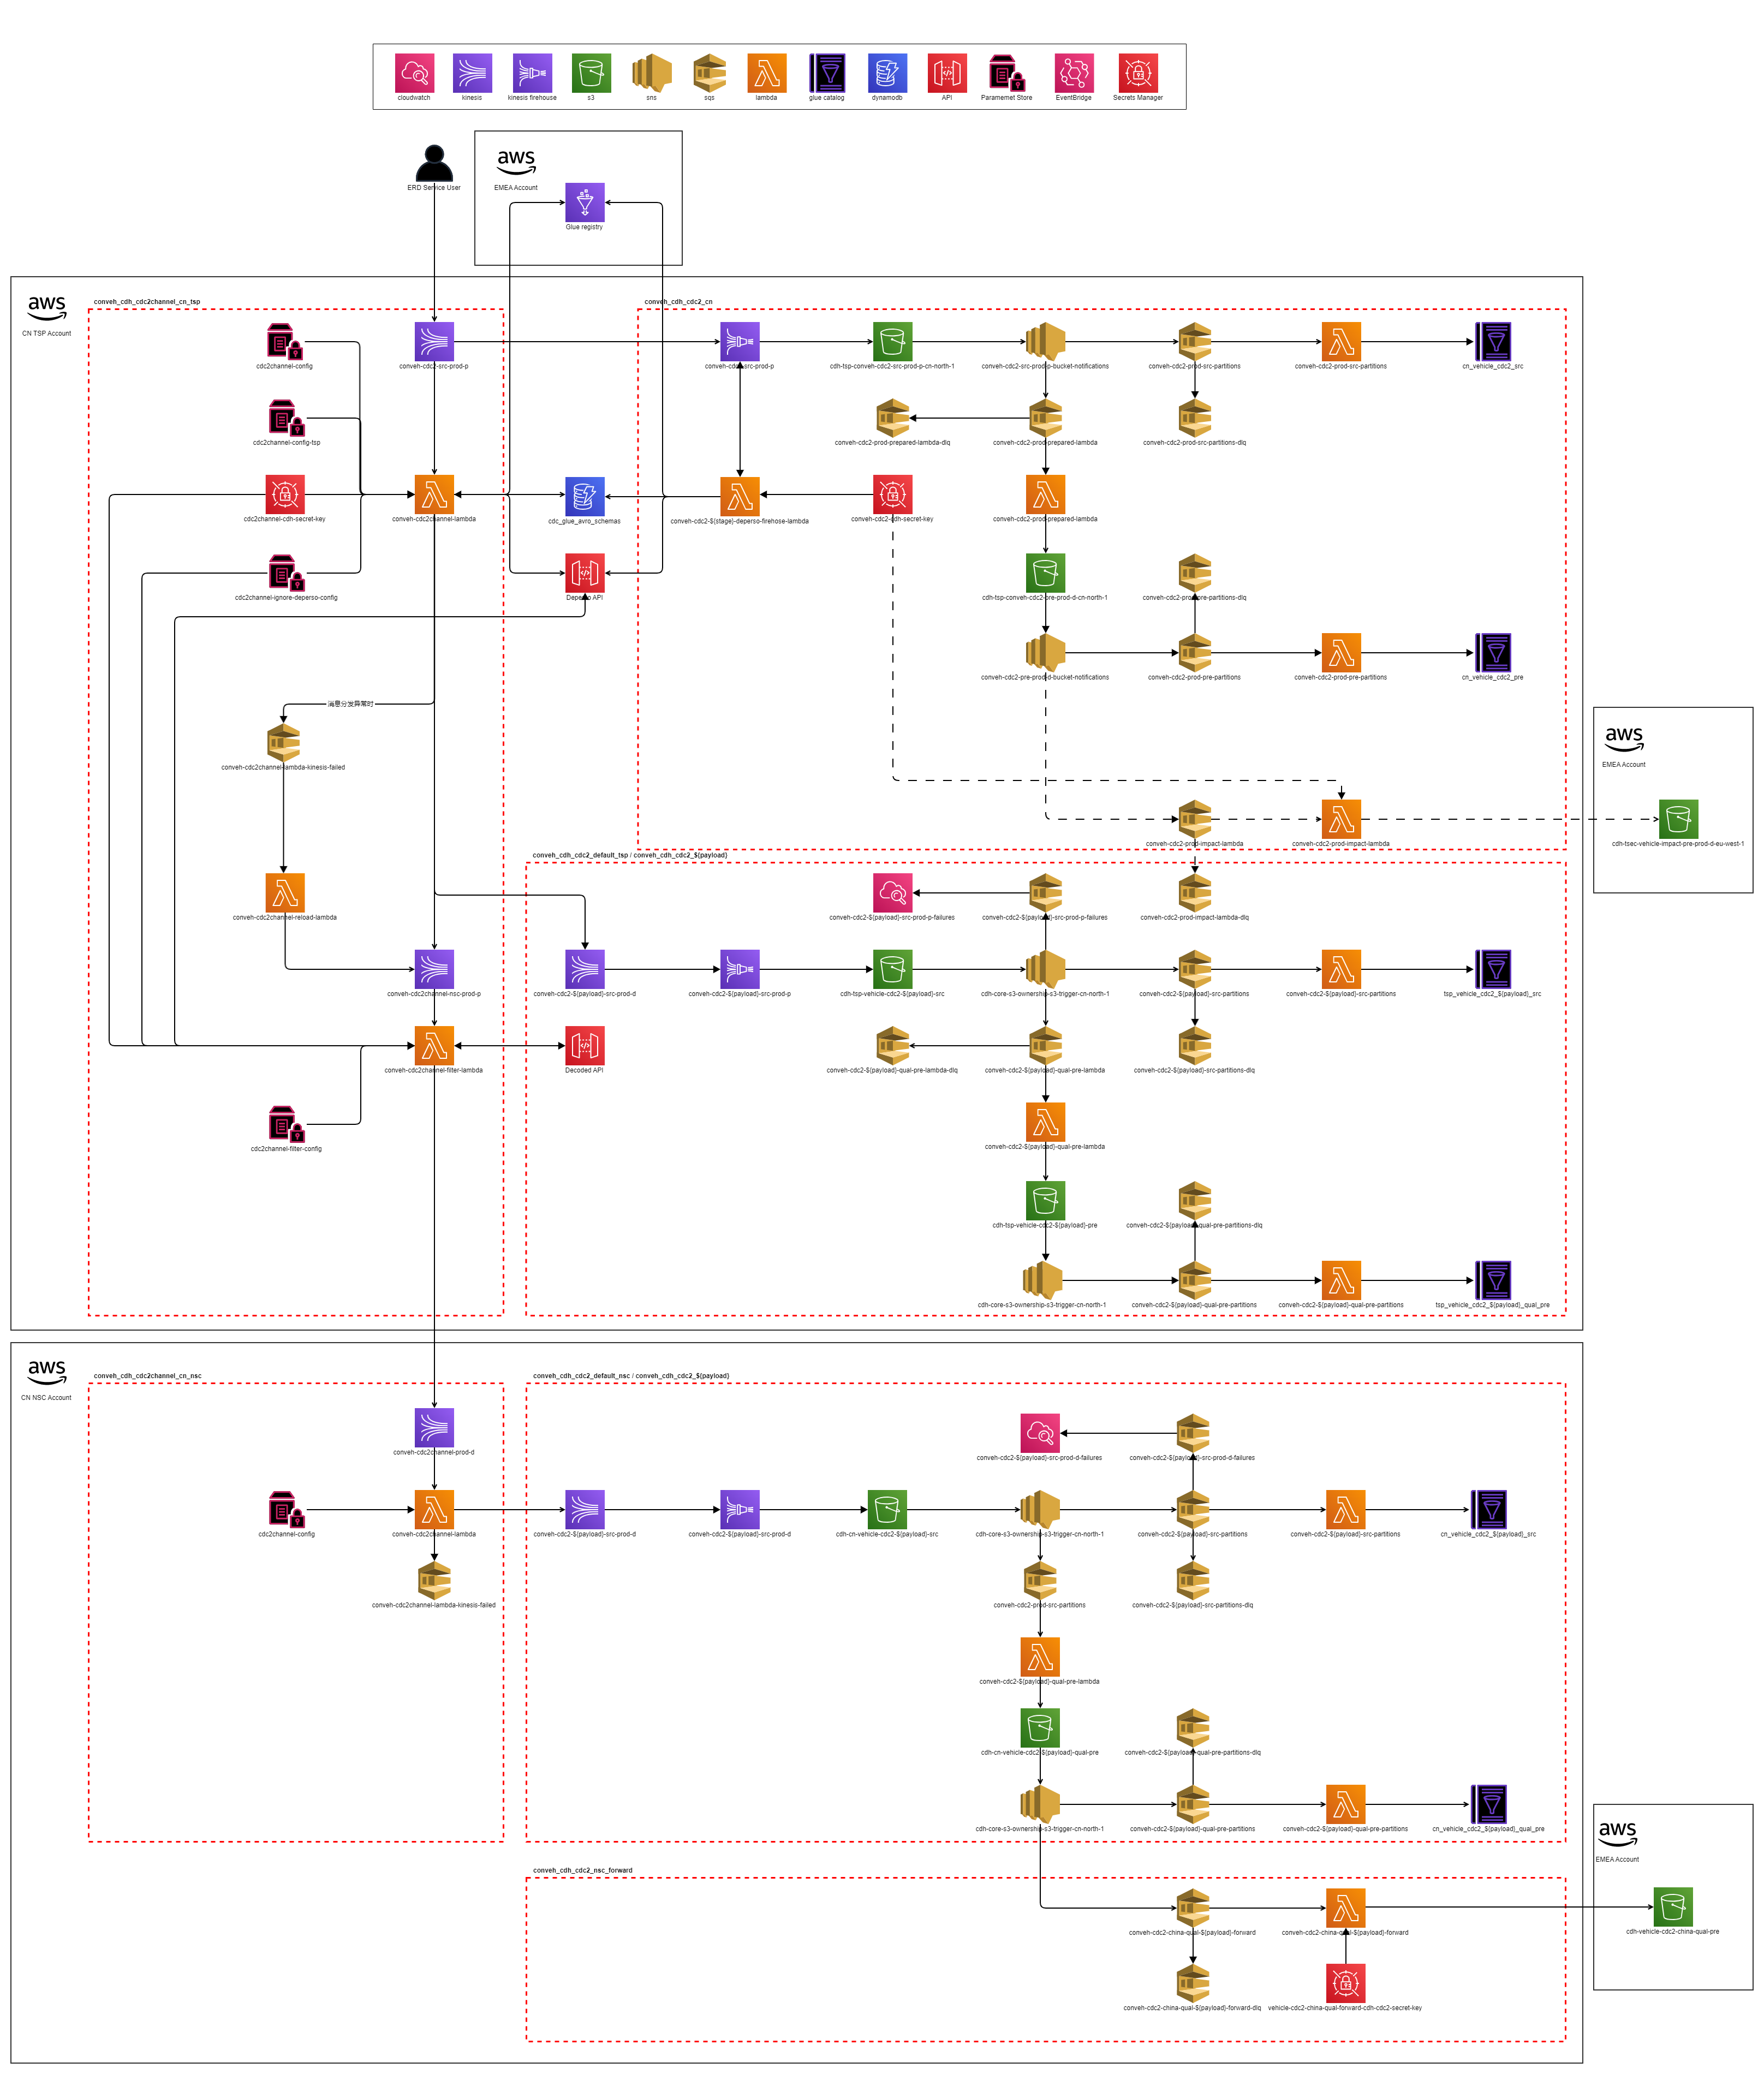 cloudwatch
kinesis
kinesis firehouse
s3
sns
sqs
lambda
glue catalog
dynamodb
API
Paramemet Store
EventBridge
Secrets Manager
ERD Service User
aws
EMEA Account
Glue registry
aws
CN TSP Account
conveh_cdh_cdc2channel_cn_tsp
cdc2channel-config
conveh-cdc2-src-prod-p
cdc2channel-config-tsp
cdc2channel-cdh-secret-key
conveh-cdc2channel-lambda
cdc_glue_avro_schemas
cdc2channel-ignore-deperso-config
Deperso API
消息分发异常时
conveh-cdc2channel-lambda-kinesis-failed
conveh-cdc2channel-reload-lambda
conveh-cdc2channel-nsc-prod-p
conveh-cdc2channel-filter-lambda
Decoded API
cdc2channel-filter-config
conveh_cdh_cdc2_cn
conveh-cdc2-src-prod-p
cdh-tsp-conveh-cdc2-src-prod-p-cn-north-1
conveh-cdc2-src-prod-p-bucket-notifications
conveh-cdc2-prod-src-partitions
conveh-cdc2-prod-src-partitions
cn_vehicle_cdc2_src
conveh-cdc2-prod-prepared-lambda-dlq
conveh-cdc2-prod-prepared-lambda
conveh-cdc2-prod-src-partitions-dlq
conveh-cdc2-$(stage)-deperso-firehose-lambda
conveh-cdc2-cdh-secret-key
conveh-cdc2-prod-prepared-lambda
cdh-tsp-conveh-cdc2-pre-prod-d-cn-north-1
conveh-cdc2-prod-pre-partitions-dlq
conveh-cdc2-pre-prod-d-bucket-notifications
conveh-cdc2-prod-pre-partitions
conveh-cdc2-prod-pre-partitions
cn_vehicle_cdc2_pre
conveh-cdc2-prod-impact-lambda
conveh-cdc2-prod-impact-lambda
aws
EMEA Account
cdh-tsec-vehicle-impact-pre-prod-d-eu-west-1
conveh_cdh_cdc2_default_tsp / conveh_cdh_cdc2_${payload}
conveh-cdc2-${payload}-src-prod-p-failures
conveh-cdc2-${payload}-src-prod-p-failures
conveh-cdc2-prod-impact-lambda-dlq
conveh-cdc2-${payload}-src-prod-d
conveh-cdc2-${payload}-src-prod-p
cdh-tsp-vehicle-cdc2-${payload}-src
cdh-core-s3-ownership-s3-trigger-cn-north-1
conveh-cdc2-${payload}-src-partitions
conveh-cdc2-${payload}-src-partitions
tsp_vehicle_cdc2_${payload}_src
conveh-cdc2-${payload}-qual-pre-lambda-dlq
conveh-cdc2-${payload}-qual-pre-lambda
conveh-cdc2-${payload}-src-partitions-dlq
conveh-cdc2-${payload}-qual-pre-lambda
cdh-tsp-vehicle-cdc2-${payload}-pre
conveh-cdc2-${payload}-qual-pre-partitions-dlq
cdh-core-s3-ownership-s3-trigger-cn-north-1
conveh-cdc2-${payload}-qual-pre-partitions
conveh-cdc2-${payload}-qual-pre-partitions
tsp_vehicle_cdc2_${payload}_qual_pre
aws
CN NSC Account
conveh_cdh_cdc2channel_cn_nsc
conveh-cdc2channel-prod-d
cdc2channel-config
conveh-cdc2channel-lambda
conveh-cdc2channel-lambda-kinesis-failed
conveh_cdh_cdc2_default_nsc / conveh_cdh_cdc2_${payload}
conveh-cdc2-${payload}-src-prod-d-failures
conveh-cdc2-${payload}-src-prod-d-failures
conveh-cdc2-${payload}-src-prod-d
conveh-cdc2-${payload}-src-prod-d
cdh-cn-vehicle-cdc2-${payload}-src
cdh-core-s3-ownership-s3-trigger-cn-north-1
conveh-cdc2-${payload}-src-partitions
conveh-cdc2-${payload}-src-partitions
cn_vehicle_cdc2_${payload}_src
conveh-cdc2-prod-src-partitions
conveh-cdc2-${payload}-src-partitions-dlq
conveh-cdc2-${payload}-qual-pre-lambda
cdh-cn-vehicle-cdc2-${payload}-qual-pre
conveh-cdc2-${payload}-qual-pre-partitions-dlq
cdh-core-s3-ownership-s3-trigger-cn-north-1
conveh-cdc2-${payload}-qual-pre-partitions
conveh-cdc2-${payload}-qual-pre-partitions
cn_vehicle_cdc2_${payload}_qual_pre
conveh_cdh_cdc2_nsc_forward
conveh-cdc2-china-qual-${payload}-forward
conveh-cdc2-china-qual-${payload}-forward
conveh-cdc2-china-qual-${payload}-forward-dlq
vehicle-cdc2-china-qual-forward-cdh-cdc2-secret-key
aws
EMEA Account
cdh-vehicle-cdc2-china-qual-pre